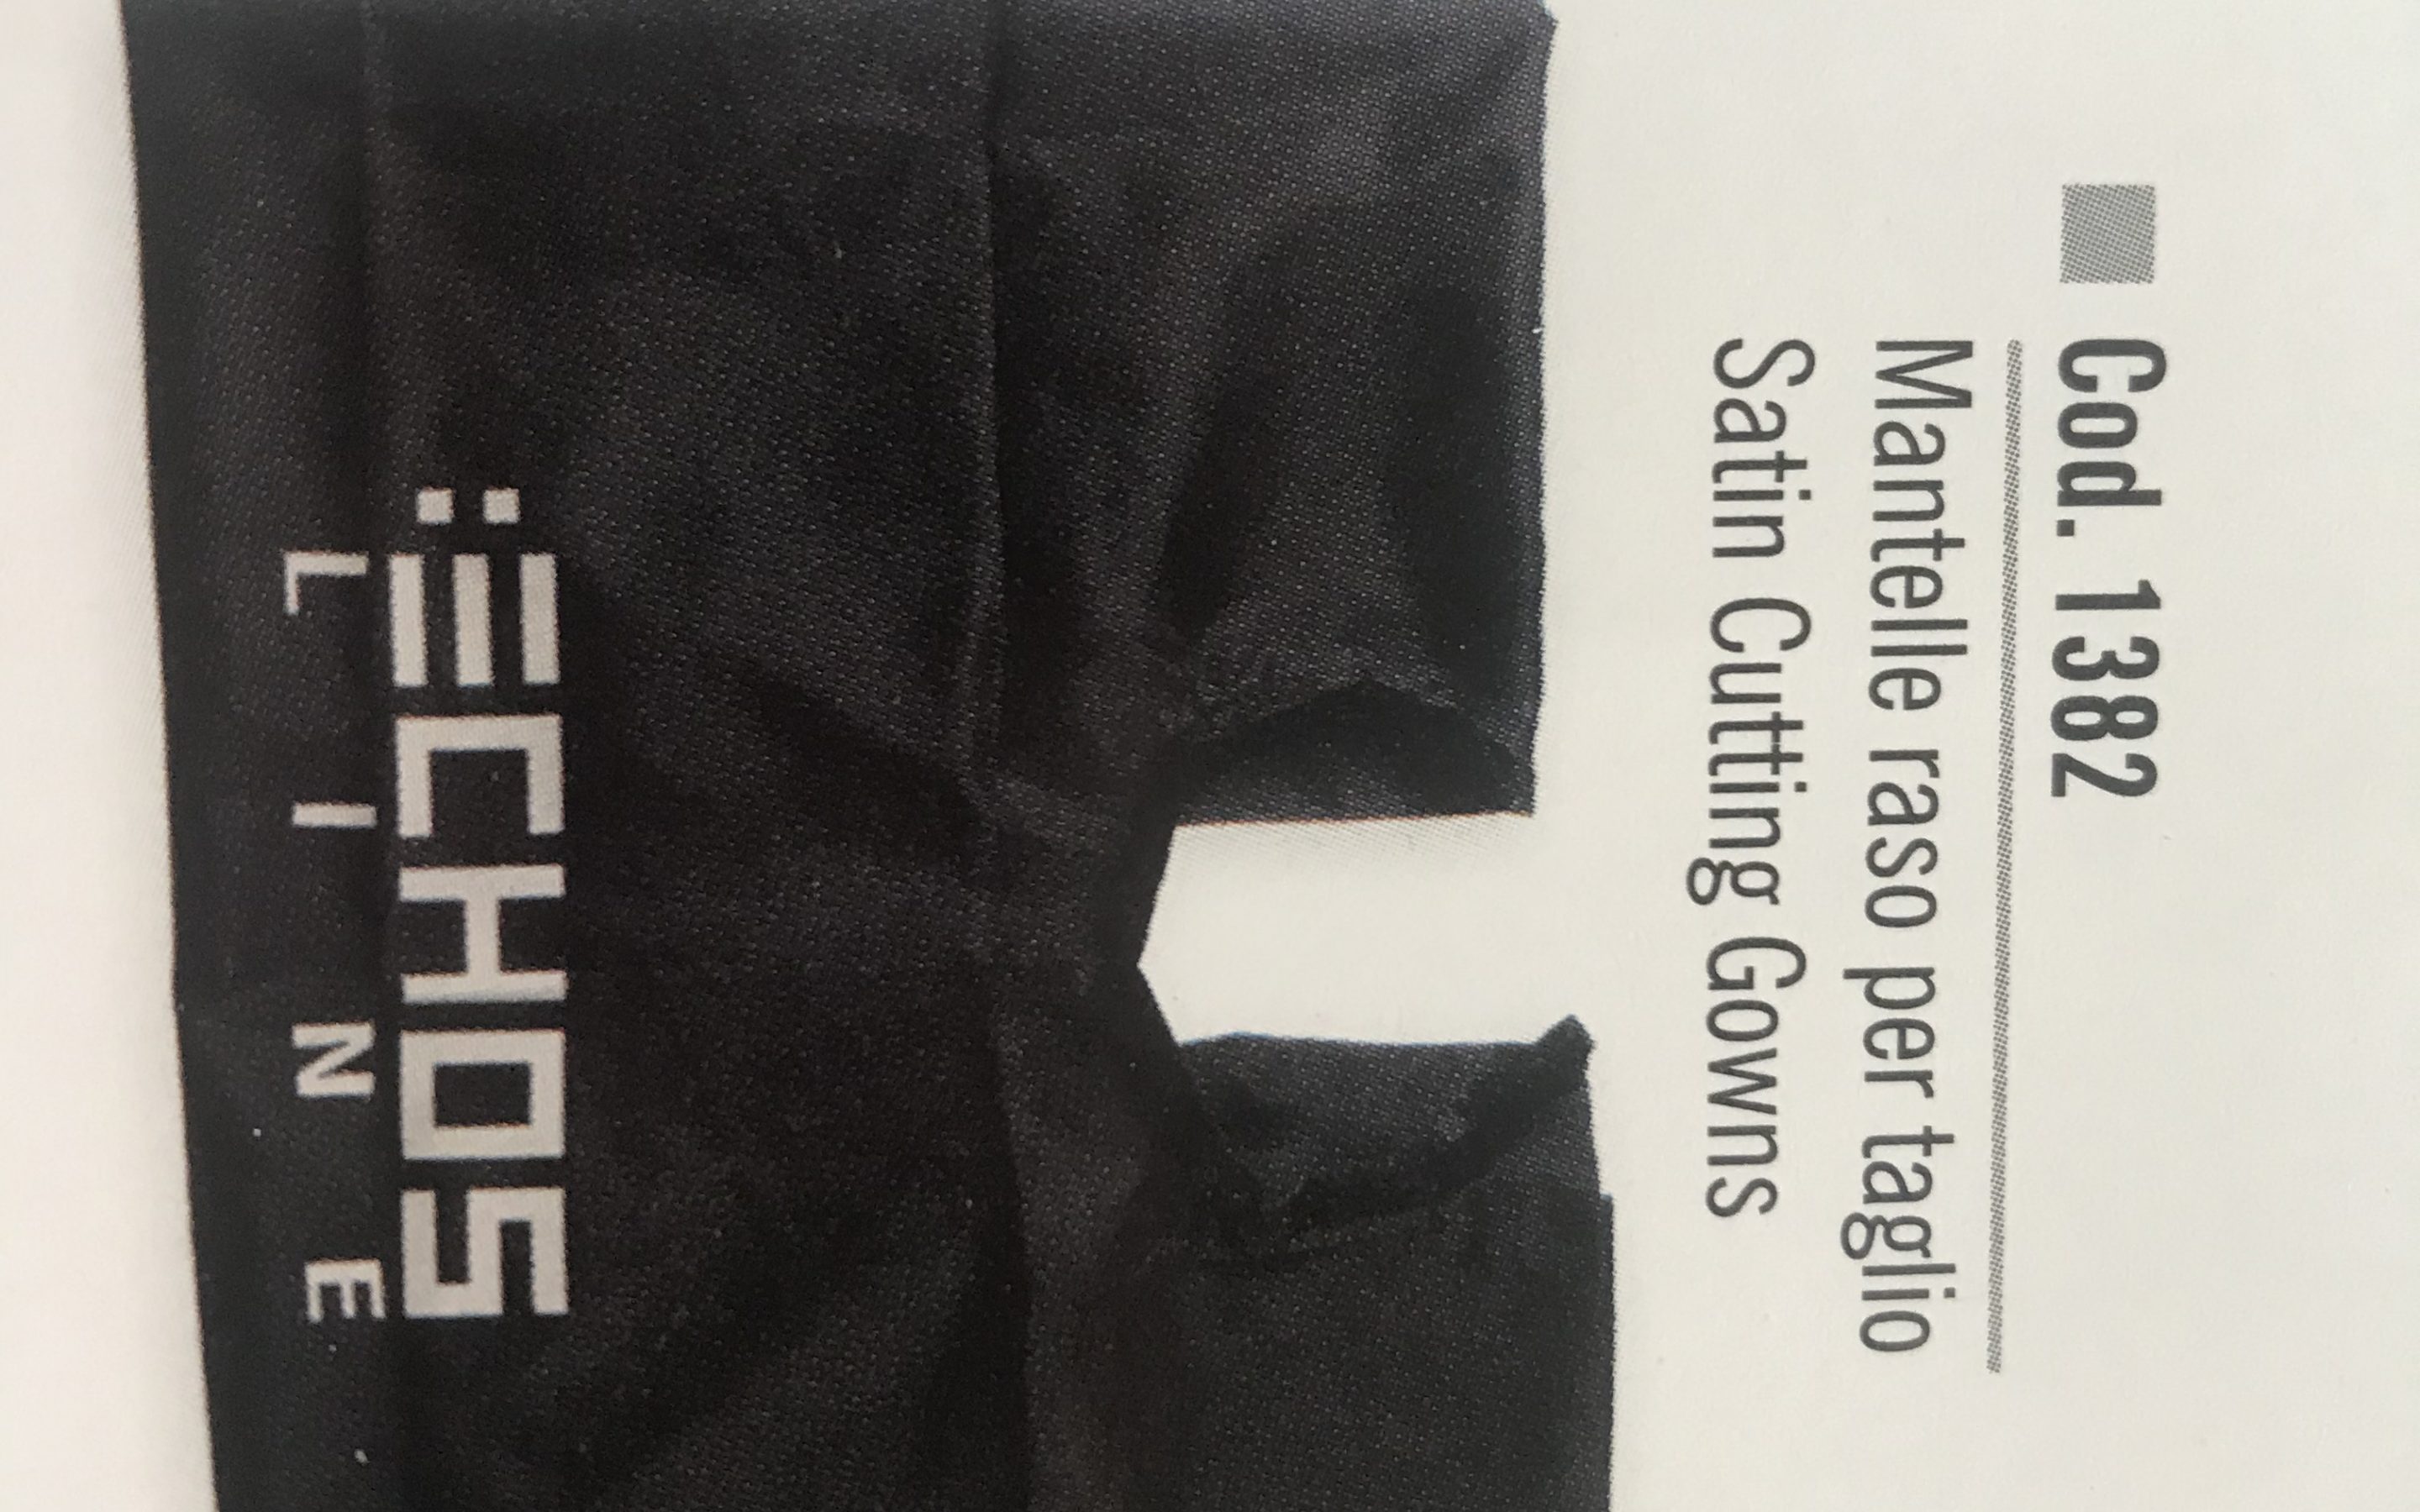 Cod. 1382
Mantelle raso per taglio
Satin Cutting Gowns
:ECHOS
LINE